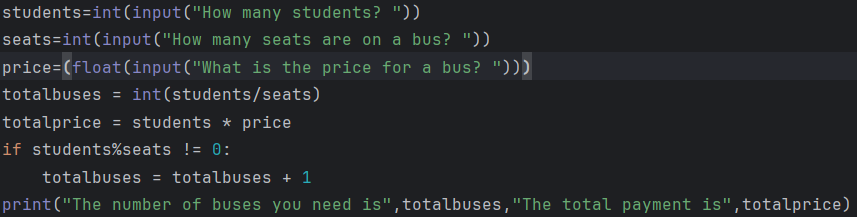 students=int(input("How many students? "))
seats=int(input("How many seats are on a bus? "))
price=(float(input("What is the price for a bus? ")))
totalbuses = int(students/seats)
totalprice = students * price
if students%seats != 0:
    totalbuses = totalbuses + 1
print("The number of buses you need is",totalbuses,"The total payment is",totalprice)